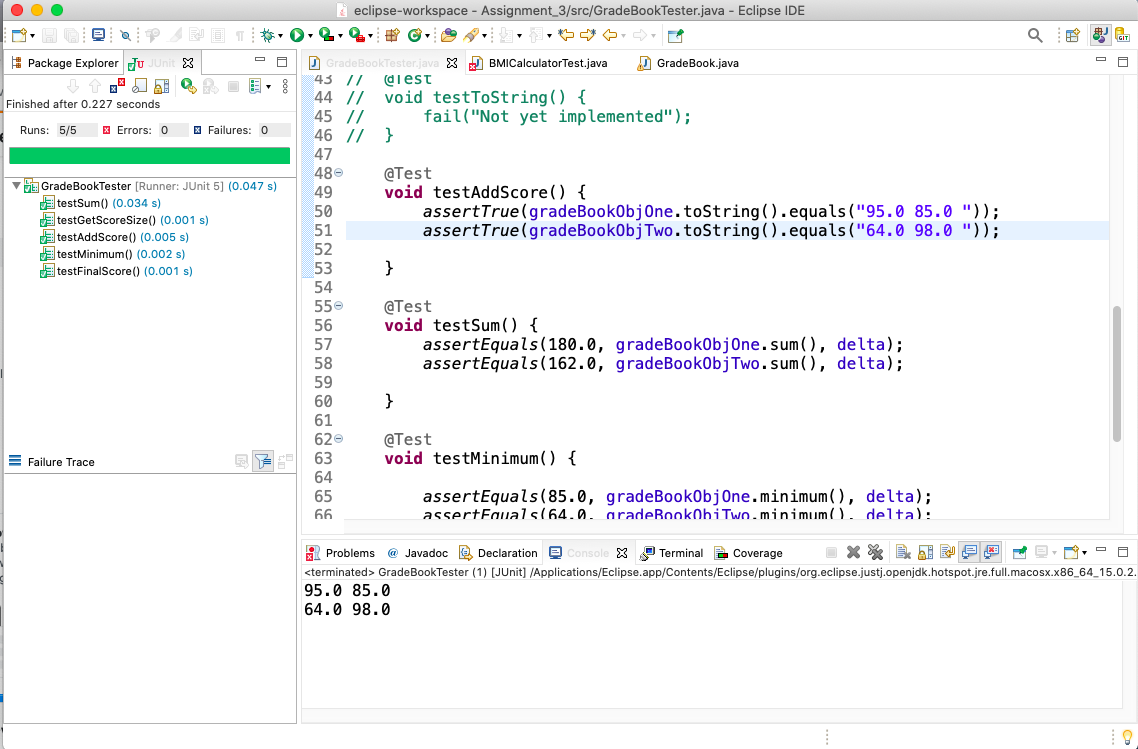 eclipse-workspace - Assignment_3/src/GradeBookTester.java - Eclipse IDE
Package Explorer
JUnit
Finished after 0.227 seconds
Runs: 5/5
Errors: 0
Failures: 0
GradeBookTester [Runner: JUnit 5] (0.047 s)
testSum() (0.034 s)
testGetScoreSize() (0.001 s)
testAddScore() (0.005 s)
testMinimum() (0.002 s)
testFinalScore() (0.001 s)
Failure Trace
GradeBookTester.java
BMICalculatorTest.java
GradeBook.java
43 // @Test
44 // void testToString() {
45 // fail("Not yet implemented");
46 // }
47
48 @Test
49 void testAddScore() {
50 assertTrue(gradeBookObjOne.toString().equals("95.0 85.0 "));
51 assertTrue(gradeBookObjTwo.toString().equals("64.0 98.0 "));
52
53 }
54
55 @Test
56 void testSum() {
57 assertEquals(180.0, gradeBookObjOne.sum(), delta);
58 assertEquals(162.0, gradeBookObjTwo.sum(), delta);
59
60 }
61
62 @Test
63 void testMinimum() {
64
65 assertEquals(85.0, gradeBookObjOne.minimum(), delta);
66 assertEquals(64.0, gradeBookObjTwo.minimum(), delta);
Problems
@ Javadoc
Declaration
Console
Terminal
Coverage
<terminated> GradeBookTester (1) [JUnit] /Applications/Eclipse.app/Contents/Eclipse/plugins/org.eclipse.justj.openjdk.hotspot.jre.full.macosx.x86_64_15.0.2.
95.0 85.0
64.0 98.0